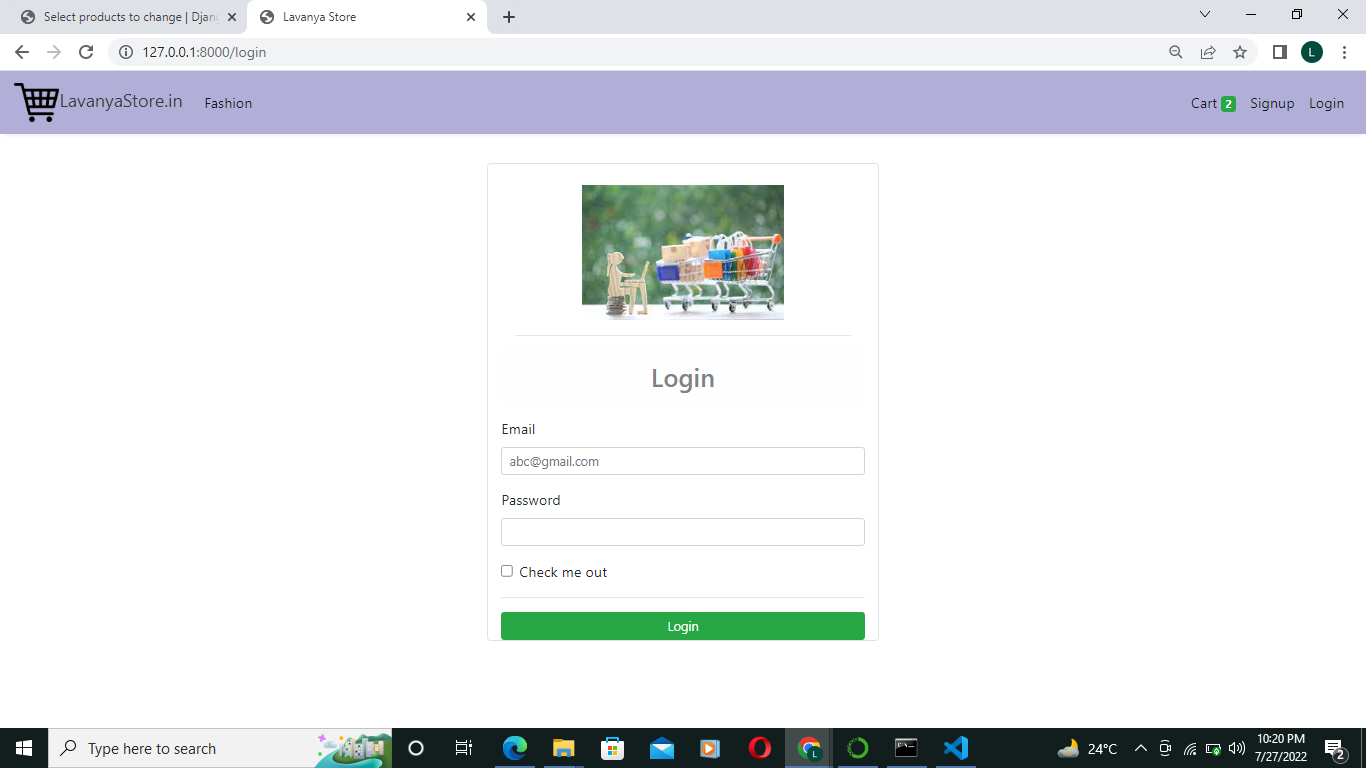 Select products to change | Djan
Lavanya Store
127.0.0.1:8000/login
L
LavanyaStore.in
Fashion
Cart 2
Signup
Login
Login
Email
abc@gmail.com
Password
Check me out
Login
Type here to search
L
24°C
10:20 PM
7/27/2022
2